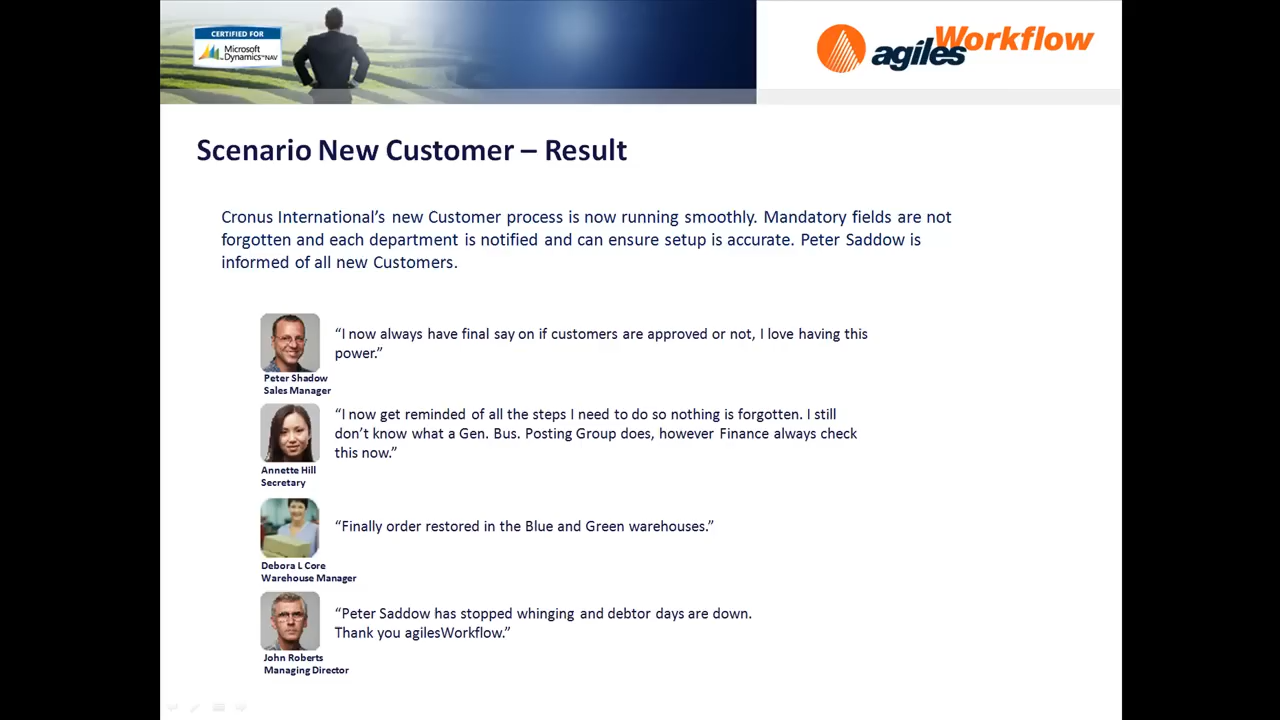 CERTIFIED FOR
Microsoft
Dynamics™ NAV
agiles
Workflow
Scenario New Customer – Result
Cronus International’s new Customer process is now running smoothly. Mandatory fields are not
forgotten and each department is notified and can ensure setup is accurate. Peter Saddow is
informed of all new Customers.
“I now always have final say on if customers are approved or not, I love having this
power.”
Peter Shadow
Sales Manager
“I now get reminded of all the steps I need to do so nothing is forgotten. I still
don’t know what a Gen. Bus. Posting Group does, however Finance always check
this now.”
Annette Hill
Secretary
“Finally order restored in the Blue and Green warehouses.”
Debora L Core
Warehouse Manager
“Peter Saddow has stopped whinging and debtor days are down.
Thank you agilesWorkflow.”
John Roberts
Managing Director